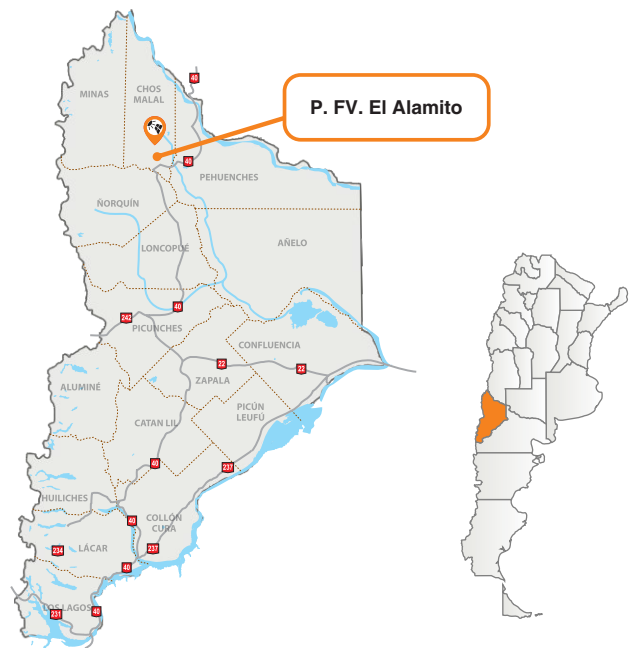 40
MINAS
CHOS
MALAL
P. FV. El Alamito
40
PEHUENCHES
ÑORQUÍN
LONCOPUÉ
AÑELO
40
242
PICUNCHES
CONFLUENCIA
22
22
ALUMINÉ
ZAPALA
PICÚN
LEUFÚ
CATAN LIL
40
237
HUILICHES
40
COLLÓN
CURA
234
LÁCAR
237
40
LOS LAGOS
231
40